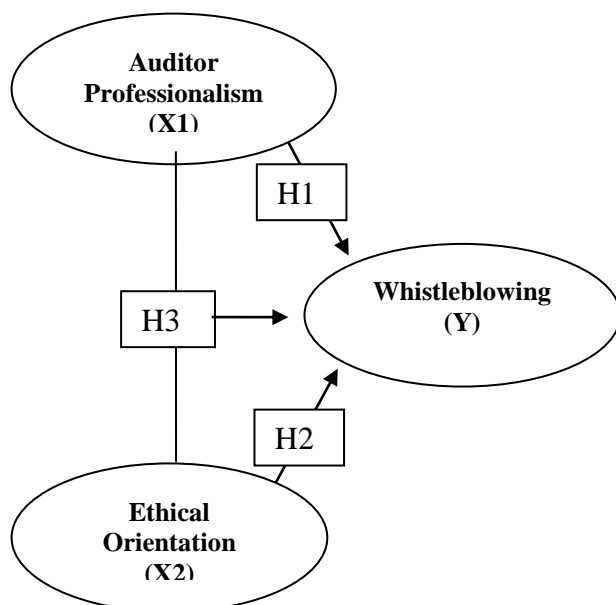 Auditor
Professionalism
(X1)
H1
Whistleblowing
(Y)
H3
H2
Ethical
Orientation
(X2)